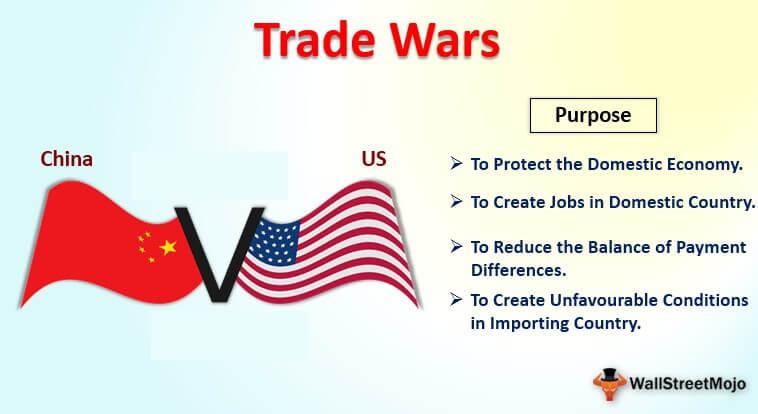 Trade Wars
China
US
V
Purpose
➢ To Protect the Domestic Economy.
➢ To Create Jobs in Domestic Country.
➢ To Reduce the Balance of Payment
Differences.
➢ To Create Unfavourable Conditions
in Importing Country.
WallStreetMojo